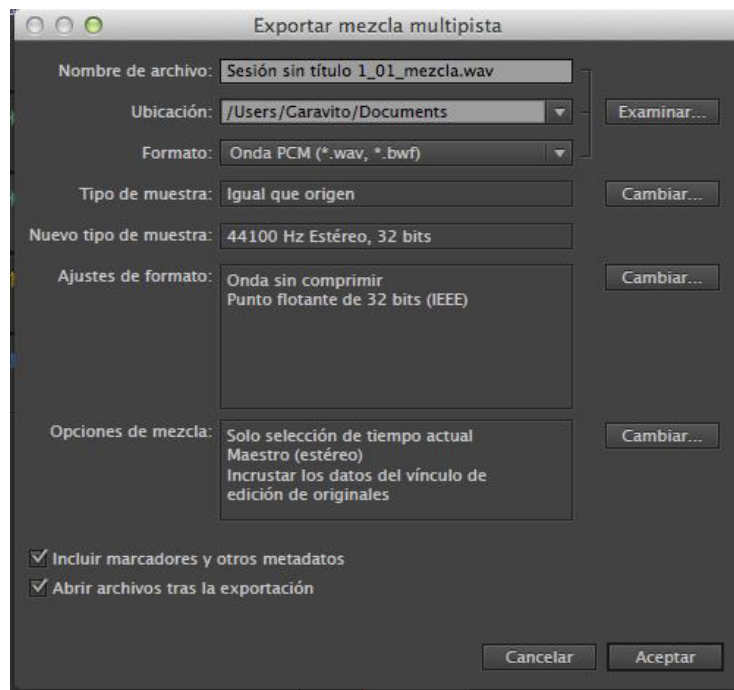 Exportar mezcla multipista
Nombre de archivo: Sesión sin título 1_01_mezcla.wav
Ubicación: /Users/Garavito/Documents Examinar...
Formato: Onda PCM (*.wav, *.bwf)
Tipo de muestra: Igual que origen Cambiar...
Nuevo tipo de muestra: 44100 Hz Estéreo, 32 bits
Ajustes de formato: Onda sin comprimir Cambiar...
Punto flotante de 32 bits (IEEE)
Opciones de mezcla: Solo selección de tiempo actual Cambiar...
Maestro (estéreo)
Incrustar los datos del vínculo de
edición de originales
Incluir marcadores y otros metadatos
Abrir archivos tras la exportación
Cancelar Aceptar